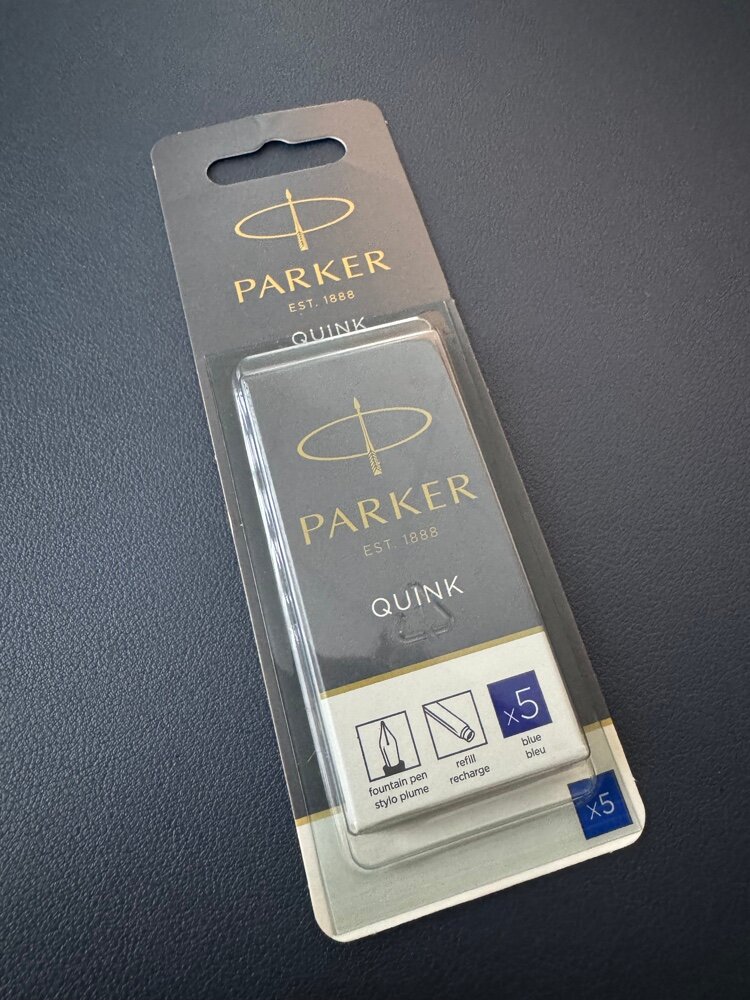 PARKER
EST. 1888
QUINK
PARKER
EST. 1888
QUINK
fountain pen
stylo plume
refill
recharge
x5
blue
bleu
x5